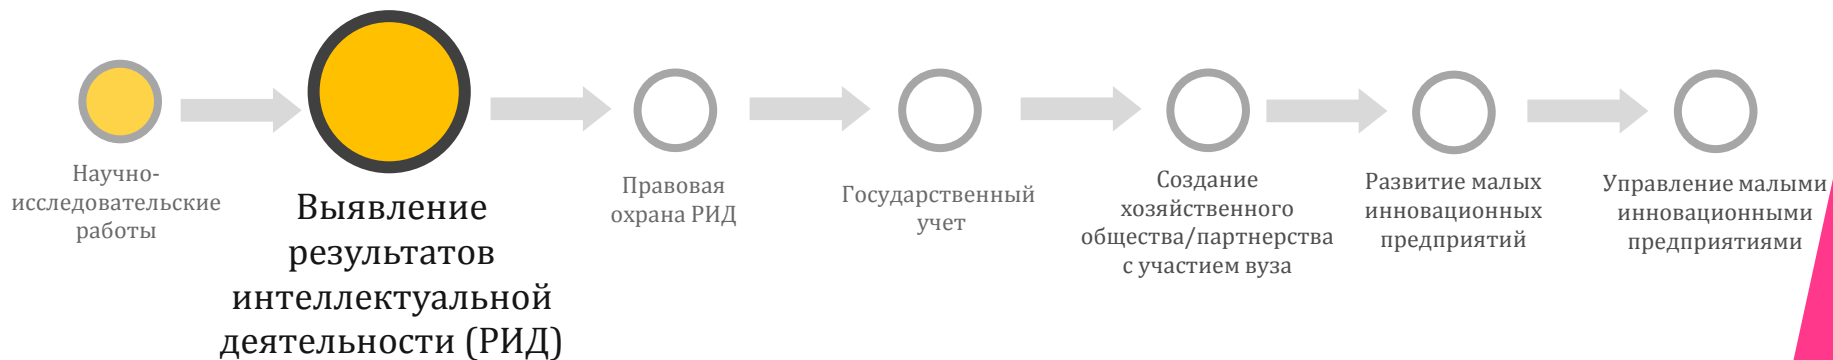 Научно-
исследовательские
работы
Выявление
результатов
интеллектуальной
деятельности (РИД)
Правовая
охрана РИД
Государственный
учет
Создание
хозяйственного
общества/партнерства
с участием вуза
Развитие малых
инновационных
предприятий
Управление малыми
инновационными
предприятиями